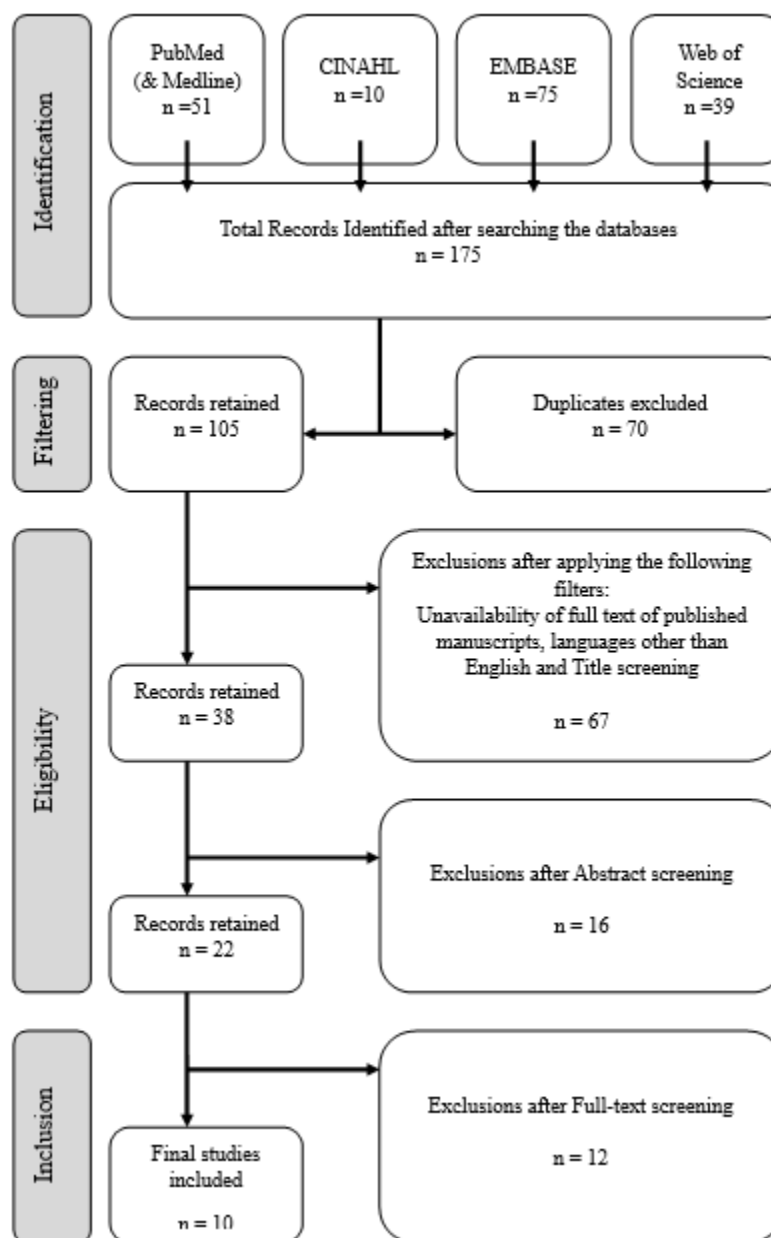 Identification
PubMed
(& Medline)
n =51
CINAHL
n =10
EMBASE
n =75
Web of
Science
n =39
Total Records Identified after searching the databases
n = 175
Filtering
Records retained
n = 105
Duplicates excluded
n = 70
Eligibility
Exclusions after applying the following
filters:
Unavailability of full text of published
manuscripts, languages other than
English and Title screening
n = 67
Records retained
n = 38
Exclusions after Abstract screening
n = 16
Records retained
n = 22
Inclusion
Exclusions after Full-text screening
n = 12
Final studies
included
n = 10